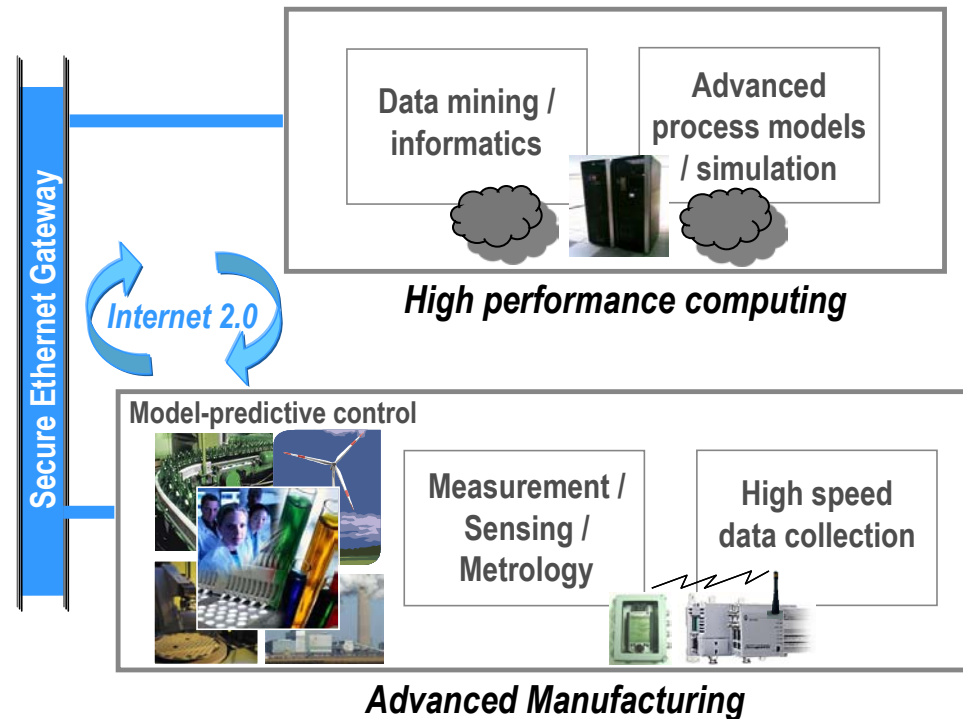 Secure Ethernet Gateway
Data mining /
informatics
Advanced
process models
/ simulation
High performance computing
Internet 2.0
Model-predictive control
Measurement /
Sensing /
Metrology
High speed
data collection
Advanced Manufacturing